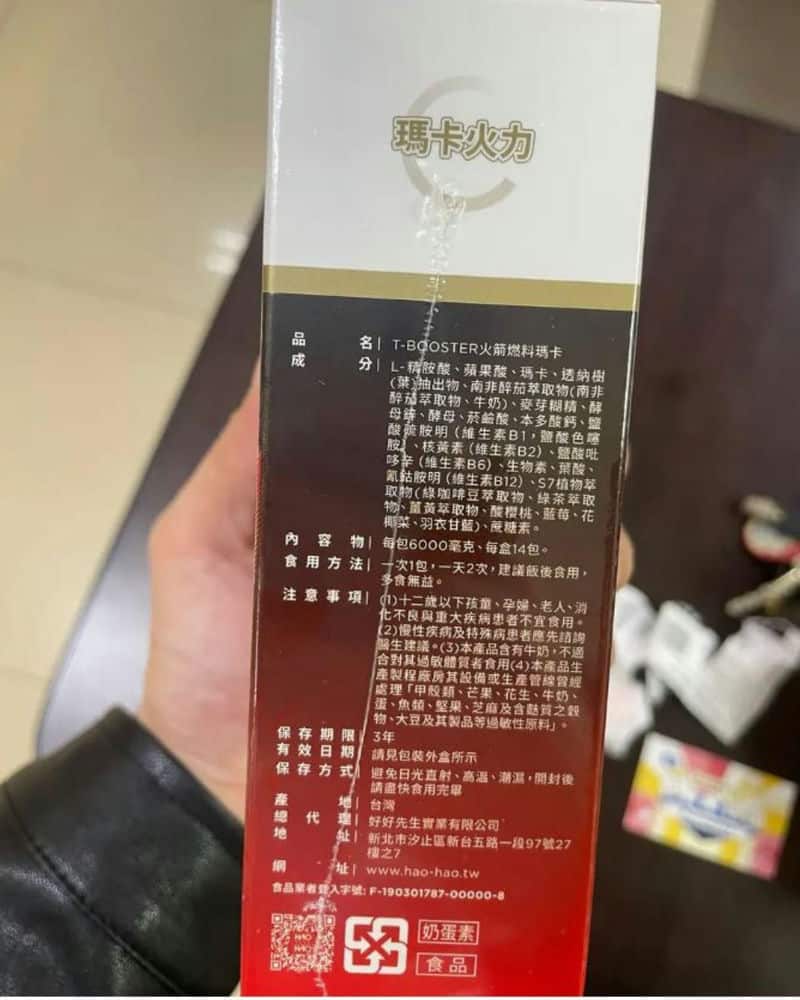 瑪卡火力
品名 T-BOOSTER火箭燃料瑪卡
成分 L-精胺酸、蘋果酸、瑪卡、透納樹
(葉)抽出物、南非醉茄萃取物(南非
醉茄萃取物、牛奶)、麥芽糊精、酵
母鋅、酵母、菸鹼酸、本多酸鈣、鹽
酸硫胺明(維生素B1,鹽酸色噻
胺)、核黃素(維生素B2)、鹽酸吡
哆辛(維生素B6)、生物素、葉酸、
氰鈷胺明(維生素B12)、S7植物萃
取物(綠咖啡豆萃取物、綠茶萃取
物、薑黃萃取物、酸櫻桃、藍莓、花
椰菜、羽衣甘藍)、蔗糖素。
內容物 每包6000毫克、每盒14包。
食用方法 一次1包,一天2次,建議飯後食用,
多食無益。
注意事項 (1)十二歲以下孩童、孕婦、老人、消
化不良與重大疾病患者不宜食用。
(2)慢性疾病及特殊病患者應先諮詢
醫生建議。(3)本產品含有牛奶,不適
合對其過敏體質者食用(4)本產品生
產製程廠房其設備或生產管線曾經
處理「甲殼類、芒果、花生、牛奶、
蛋、魚類、堅果、芝麻及含麩質之穀
物、大豆及其製品等過敏性原料」。
保存期限 3年
有效日期 請見包裝外盒所示
保存方式 避免日光直射、高溫、潮濕,開封後
請盡快食用完畢
產地 台灣
總代理 好好先生實業有限公司
地址 新北市汐止區新台五路一段97號27
樓之7
網址 www.hao-hao.tw
食品業者登入字號: F-190301787-00000-8
HAO
HAO
奶蛋素
食品